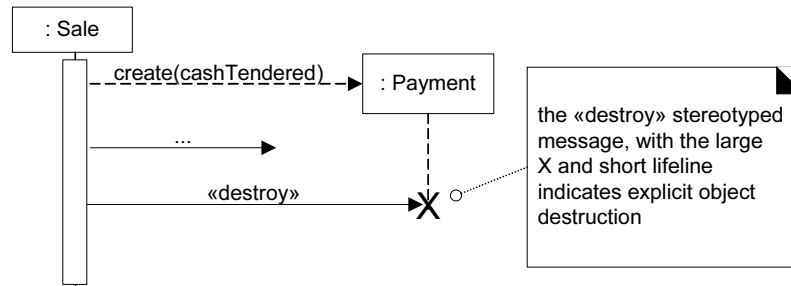 : Sale
create(cashTendered)
: Payment
...
«destroy»
X
the «destroy» stereotyped
message, with the large
X and short lifeline
indicates explicit object
destruction